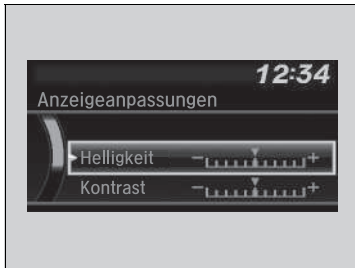 12:34
Anzeigeanpassungen
Helligkeit - +
Kontrast - +